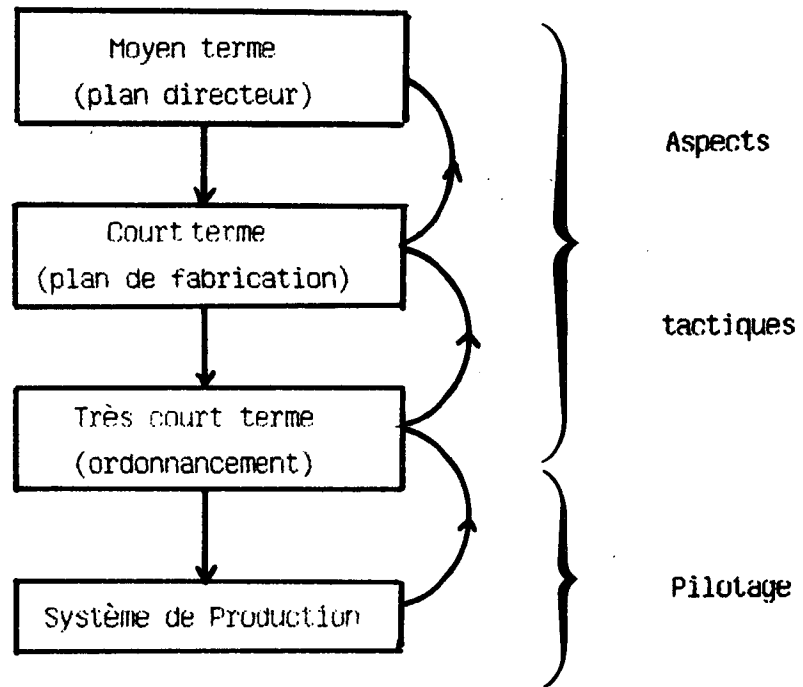 Moyen terme
(plan directeur)
Aspects
Court terme
(plan de fabrication)
tactiques
Très court terme
(ordonnancement)
Pilotage
Système de Production